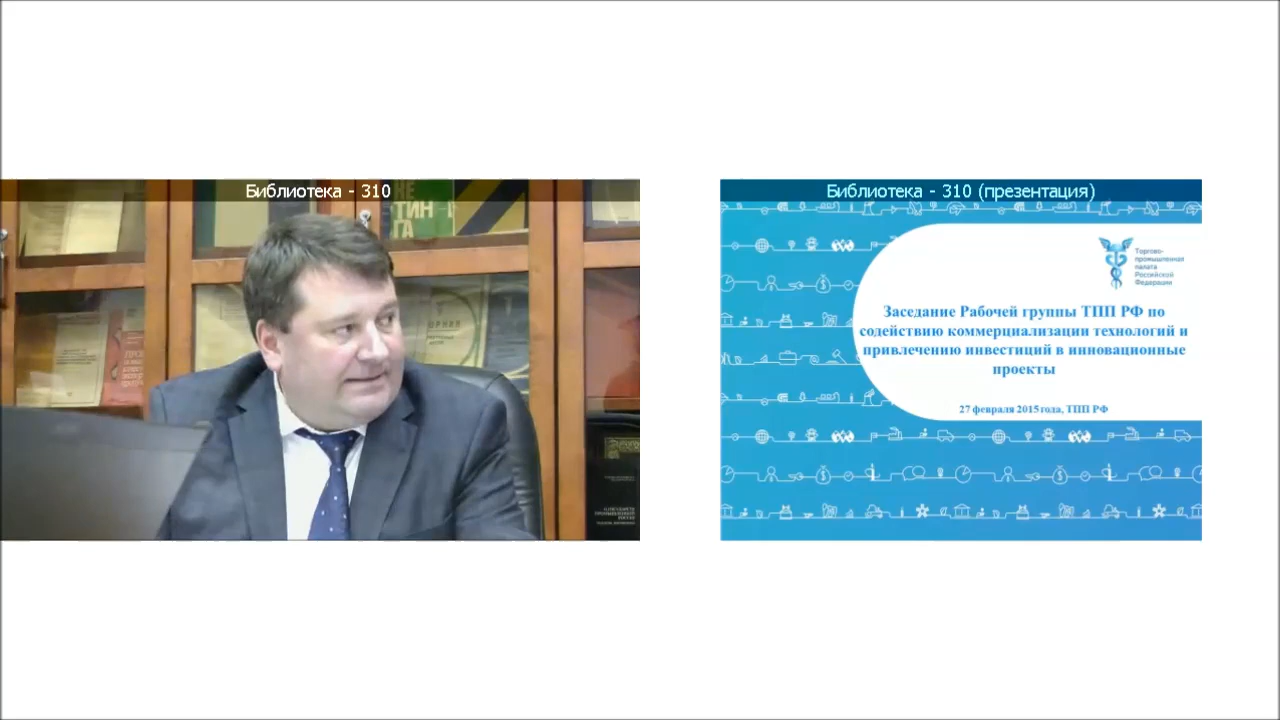 Библиотека - 310
Библиотека - 310 (презентация)
Торгово-
промышленная
палата
Российской
Федерации
Заседание Рабочей группы ТПП РФ по
содействию коммерциализации технологий и
привлечению инвестиций в инновационные
проекты
27 февраля 2015 года, ТПП РФ